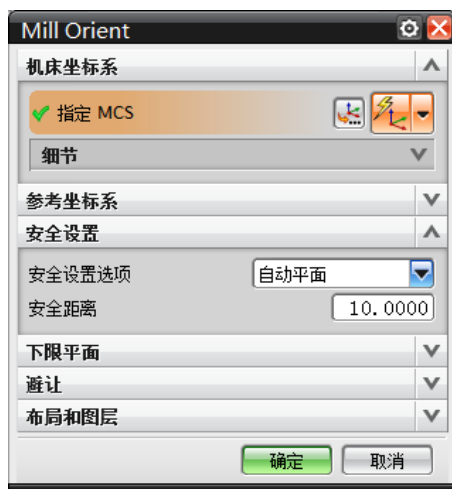 Mill Orient
机床坐标系
指定 MCS
细节
参考坐标系
安全设置
安全设置选项 自动平面
安全距离 10.0000
下限平面
避让
布局和图层
确定 取消